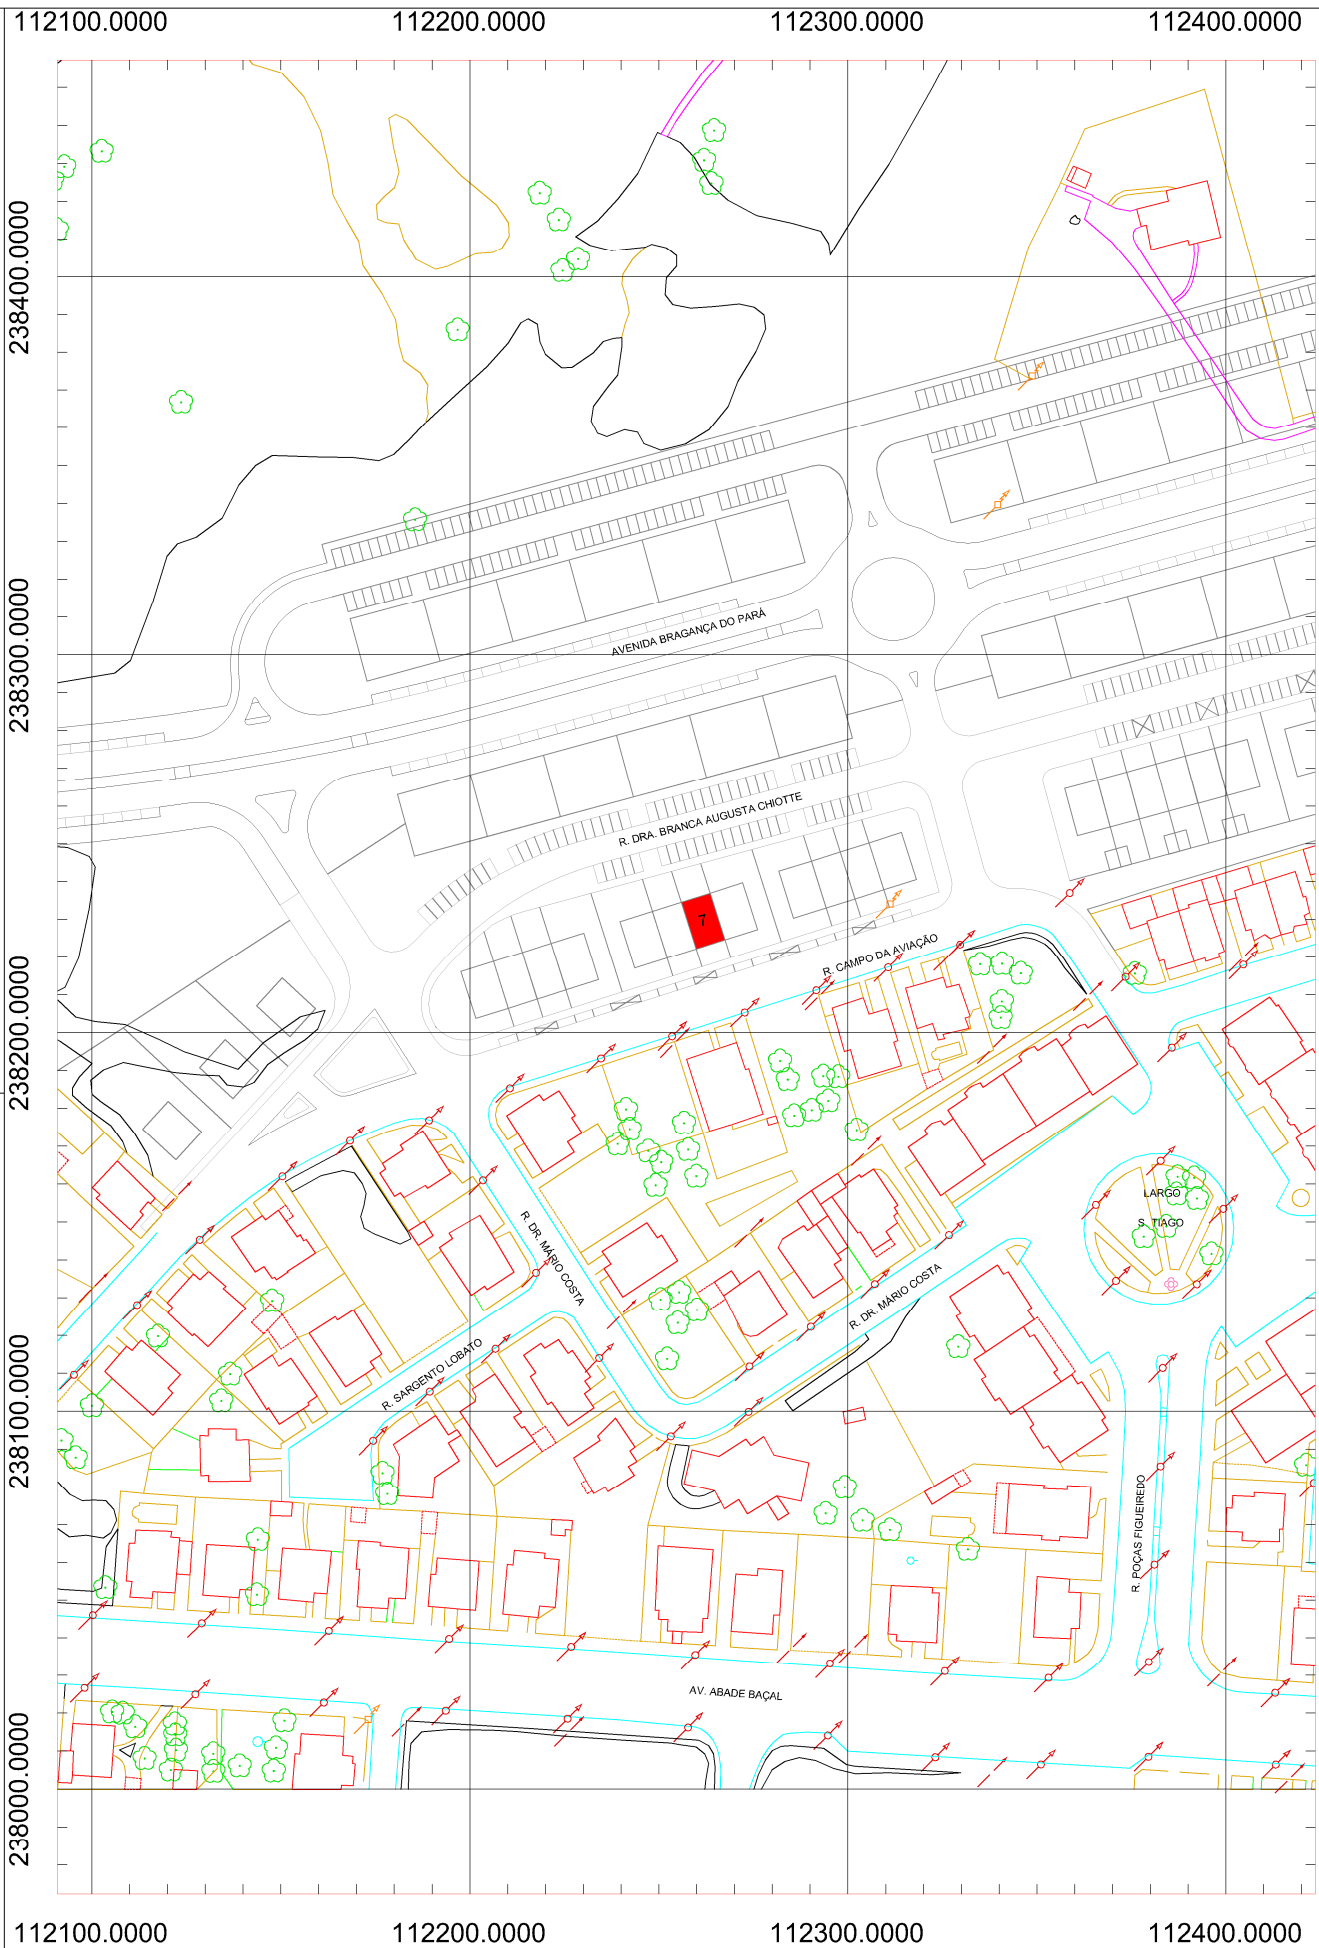 112100.0000 112200.0000 112300.0000 112400.0000
238400.0000
238300.0000
AVENIDA BRAGANÇA DO PARÁ
R. DRA. BRANCA AUGUSTA CHIOTTE
7
R. CAMPO DA AVIAÇÃO
238200.0000
LARGO
S. TIAGO
R. DR. MÁRIO COSTA
R. DR. MÁRIO COSTA
R. SARGENTO LOBATO
238100.0000
R. POÇAS FIGUEIREDO
AV. ABADE BAÇAL
238000.0000
112100.0000 112200.0000 112300.0000 112400.0000